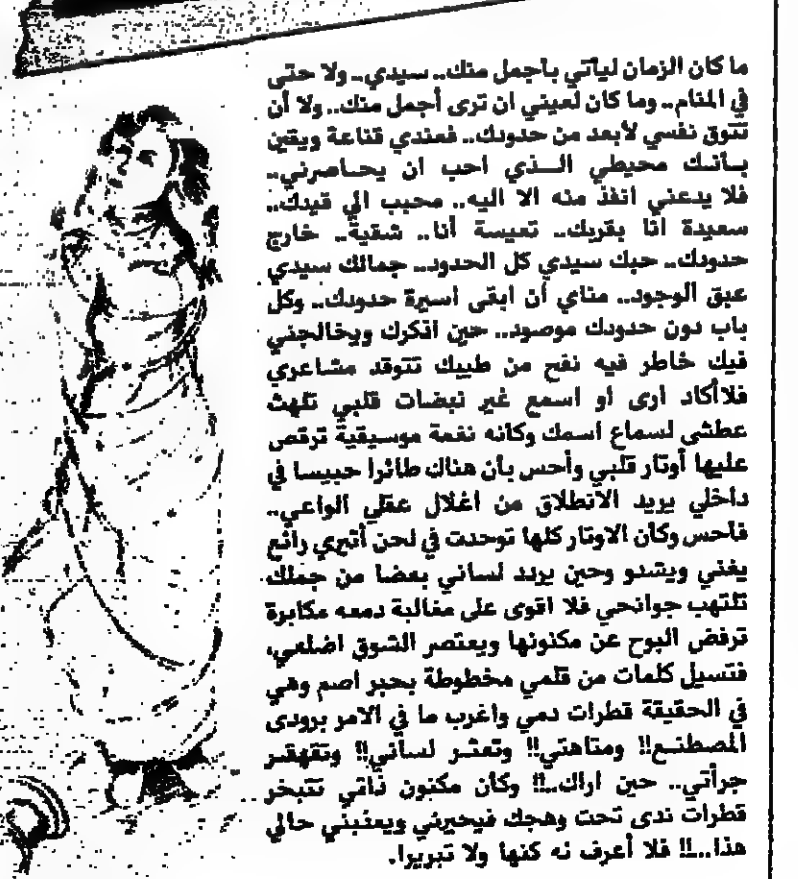 ما كان الزمان ليأتي بأجمل منك.. سيدي.. ولا حتى
في المنام.. وما كان لعيني ان ترى أجمل منك.. ولا أن
تتوق نفسي لأبعد من حدودك.. فعندي قناعة ويقين
بأنك محيطي الذي احب ان يحاصرني..
فلا يدعني انفذ منه الا اليه.. محبب الي قيدك..
سعيدة انا بقربك.. تعيسة أنا.. شقية.. خارج
حدودك.. حبك سيدي كل الحدود.. جمالك سيدي
عبق الوجود.. مناي أن ابقى اسيرة حدودك.. وكل
باب دون حدودك موصود.. حين اذكرك ويخالجني
فيك خاطر فيه نفح من طيبك تتوقد مشاعري
فلا أكاد ارى او اسمع غير نبضات قلبي تلهث
عطشى لسماع اسمك وكانه نغمة موسيقية ترقص
عليها أوتار قلبي وأحس بأن هناك طائرا حبيسا في
داخلي يريد الانطلاق من اغلال عقلي الواعي..
فأحس وكأن الاوتار كلها توحدت في لحن أثيري رائع
يغني ويشدو وحين يردد لساني بعضا من جملك
تلتهب جوانحي فلا اقوى على مغالبة دمعه مكابرة
ترفض البوح عن مكنونها ويعتصر الشوق اضلعي،
فتسيل كلمات من قلمي مخطوطة بحبر اصم وهي
في الحقيقة قطرات دمي واغرب ما في الامر برودى
المصطنع!! ومتاهتي!! وتعثر لساني!! وتقهقر
جرأتي.. حين اراك..!! وكأن مكنون ذاتي تتبخر
قطرات ندى تحت وهجك فيحيرني ويعتبني حالي
هذا...!! فلا أعرف له كنها ولا تبريرا.